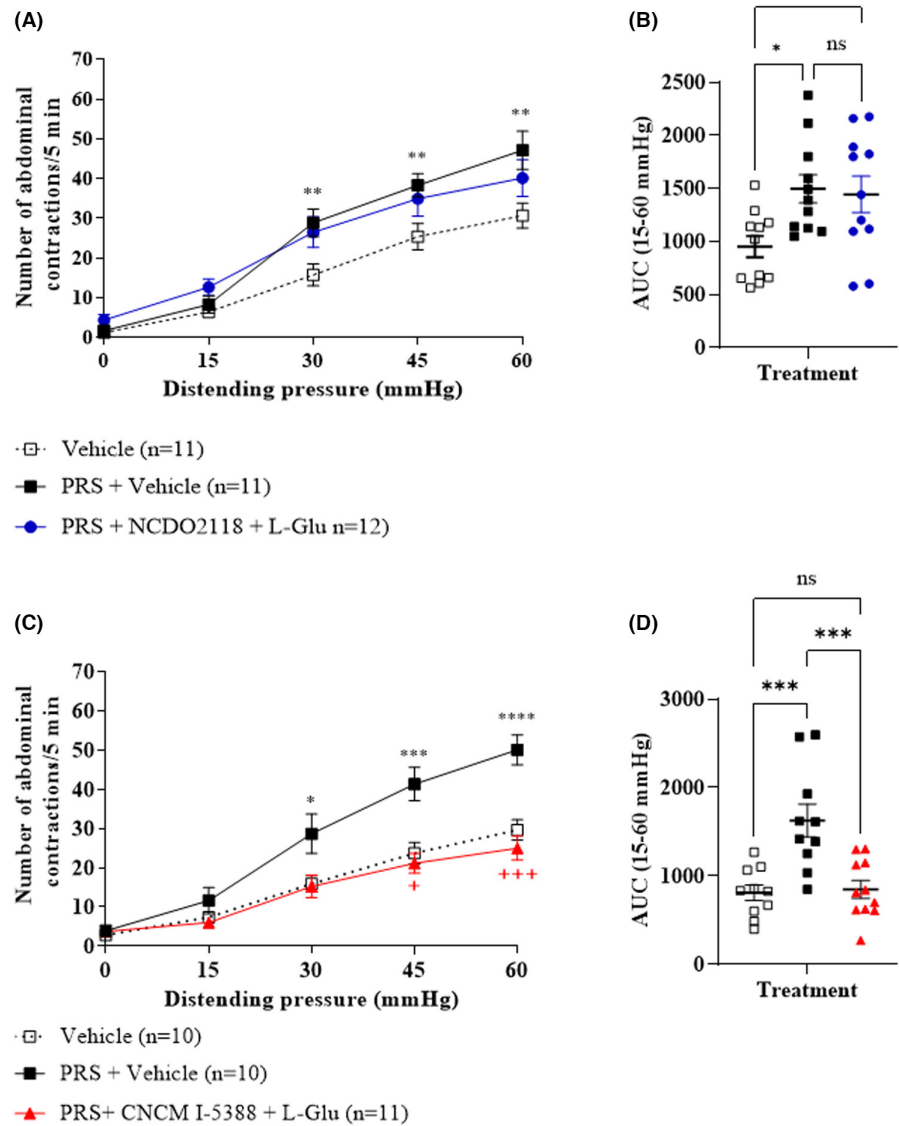 (A)
Number of abdominal
contractions/5 min
70
60
50
40
30
20
10
0
**
**
**
0 15 30 45 60
Distending pressure (mmHg)
Vehicle (n=11)
PRS + Vehicle (n=11)
PRS + NCDO2118 + L-Glu n=12)
(B)
* ns
AUC (15-60 mmHg)
2500
2000
1500
1000
500
0
Treatment
(C)
Number of abdominal
contractions/5 min
70
60
50
40
30
20
10
0
*
***
****
+
+++
0 15 30 45 60
Distending pressure (mmHg)
Vehicle (n=10)
PRS + Vehicle (n=10)
PRS+ CNCM I-5388 + L-Glu (n=11)
(D)
ns
***
***
AUC (15-60 mmHg)
3000
2000
1000
0
Treatment